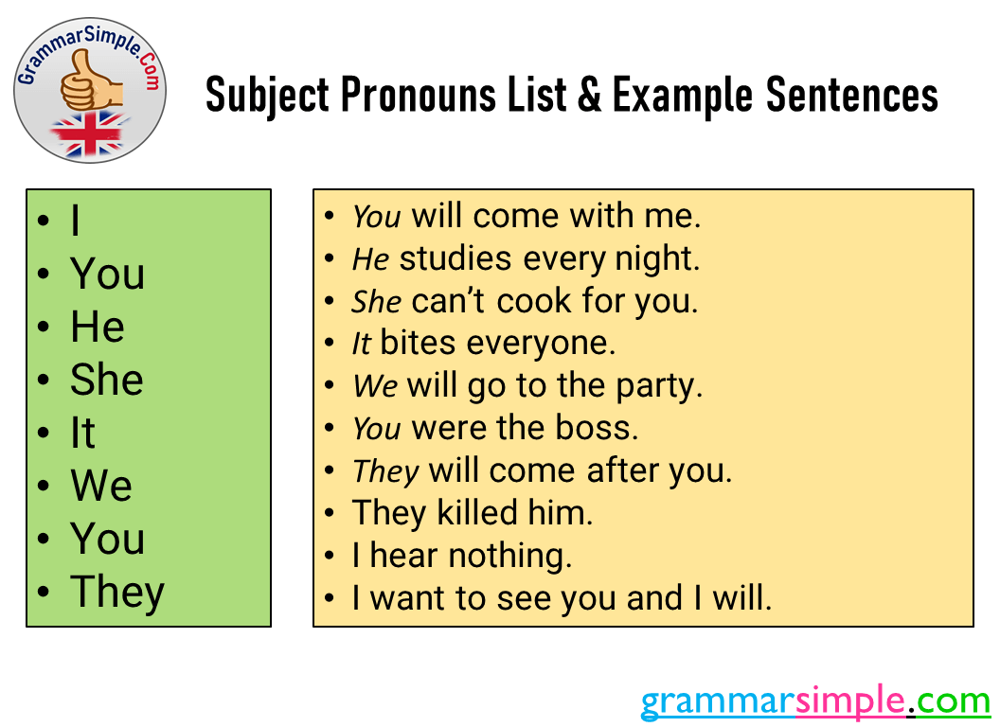 GrammarSimple.Com
Subject Pronouns List & Example Sentences
• I
• You
• He
• She
• It
• We
• You
• They
• You will come with me.
• He studies every night.
• She can’t cook for you.
• It bites everyone.
• We will go to the party.
• You were the boss.
• They will come after you.
• They killed him.
• I hear nothing.
• I want to see you and I will.
grammarsimple.com